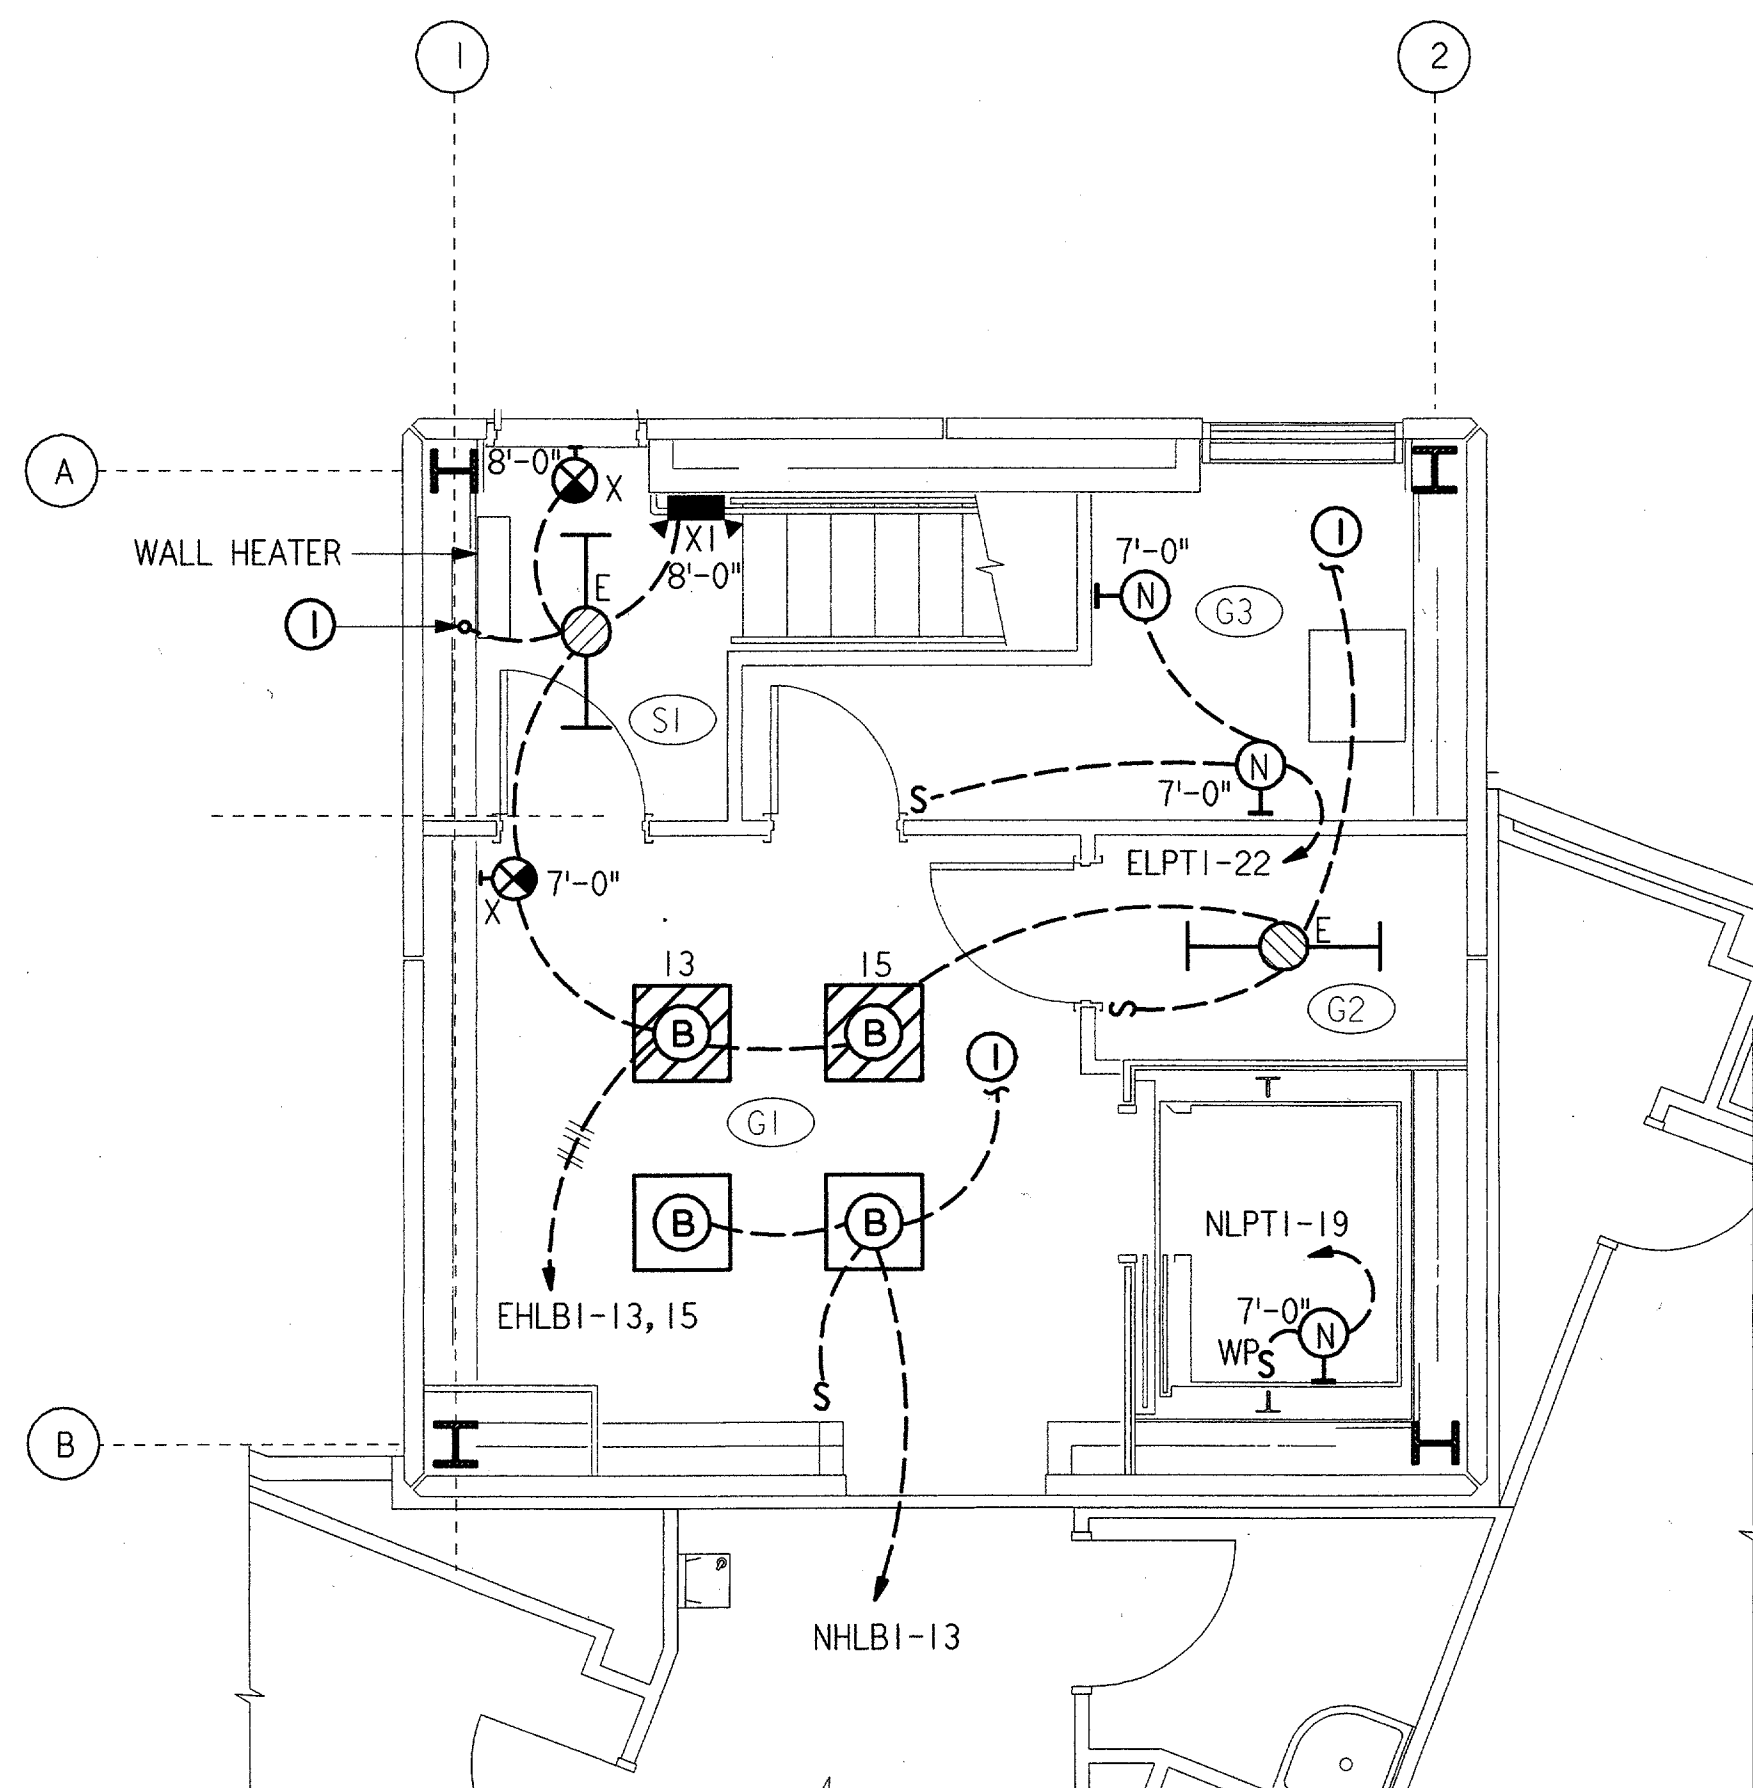 1
2
A
8'-0"
X
WALL HEATER
X1
8'-0"
E
1
1
7'-0"
N
G3
S1
N
S
7'-0"
ELPT1-22
7'-0"
X
E
13
15
B
B
S
G2
1
G1
B
B
NLPT1-19
EHLB1-13, 15
7'-0"
N
WP
S
S
B
NHLB1-13